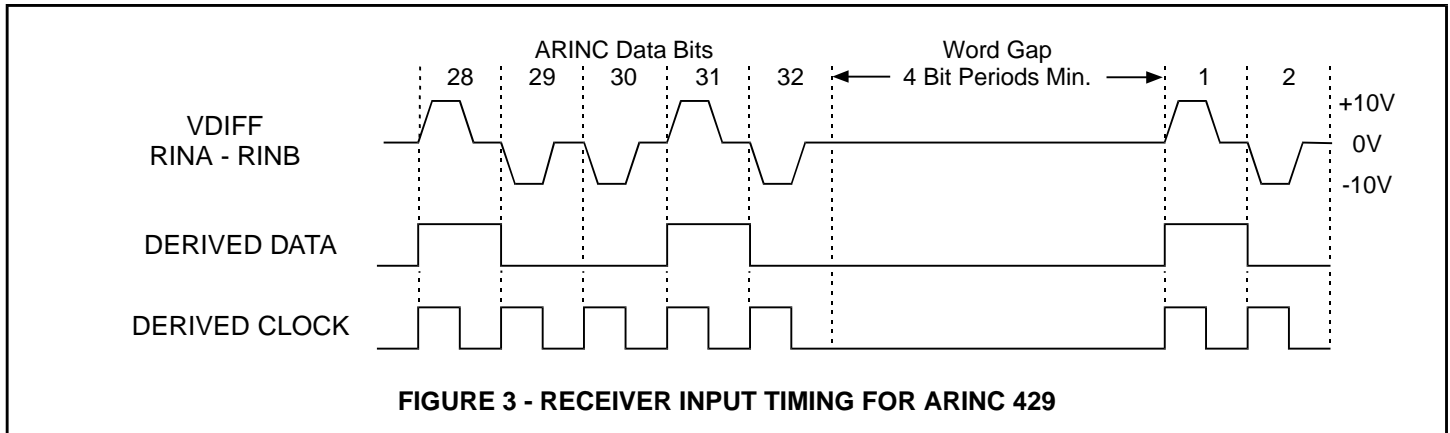 ARINC Data Bits
Word Gap
28 29 30 31 32 4 Bit Periods Min. 1 2
+10V
VDIFF
RINA - RINB
0V
-10V
DERIVED DATA
DERIVED CLOCK
FIGURE 3 - RECEIVER INPUT TIMING FOR ARINC 429